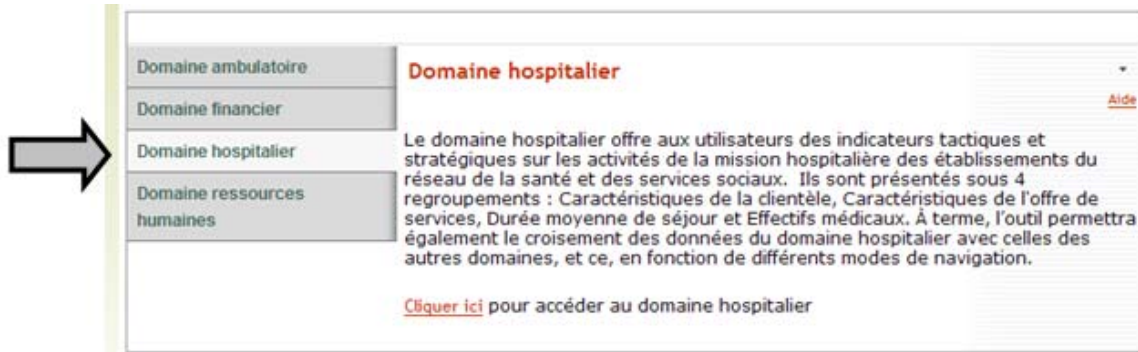 Domaine ambulatoire
Domaine financier
Domaine hospitalier
Domaine ressources
humaines
Domaine hospitalier
Aide
Le domaine hospitalier offre aux utilisateurs des indicateurs tactiques et
stratégiques sur les activités de la mission hospitalière des établissements du
réseau de la santé et des services sociaux. Ils sont présentés sous 4
regroupements : Caractéristiques de la clientèle, Caractéristiques de l'offre de
services, Durée moyenne de séjour et Effectifs médicaux. À terme, l'outil permettra
également le croisement des données du domaine hospitalier avec celles des
autres domaines, et ce, en fonction de différents modes de navigation.
Cliquer ici pour accéder au domaine hospitalier